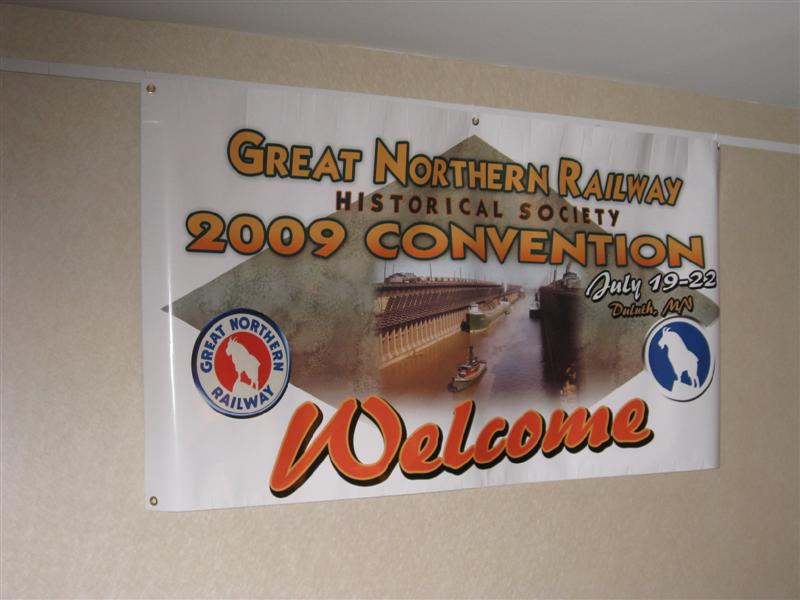 GREAT NORTHERN RAILWAY
HISTORICAL SOCIETY
2009 CONVENTION
July 19-22
Duluth, MN
GREAT NORTHERN
RAILWAY
Welcome